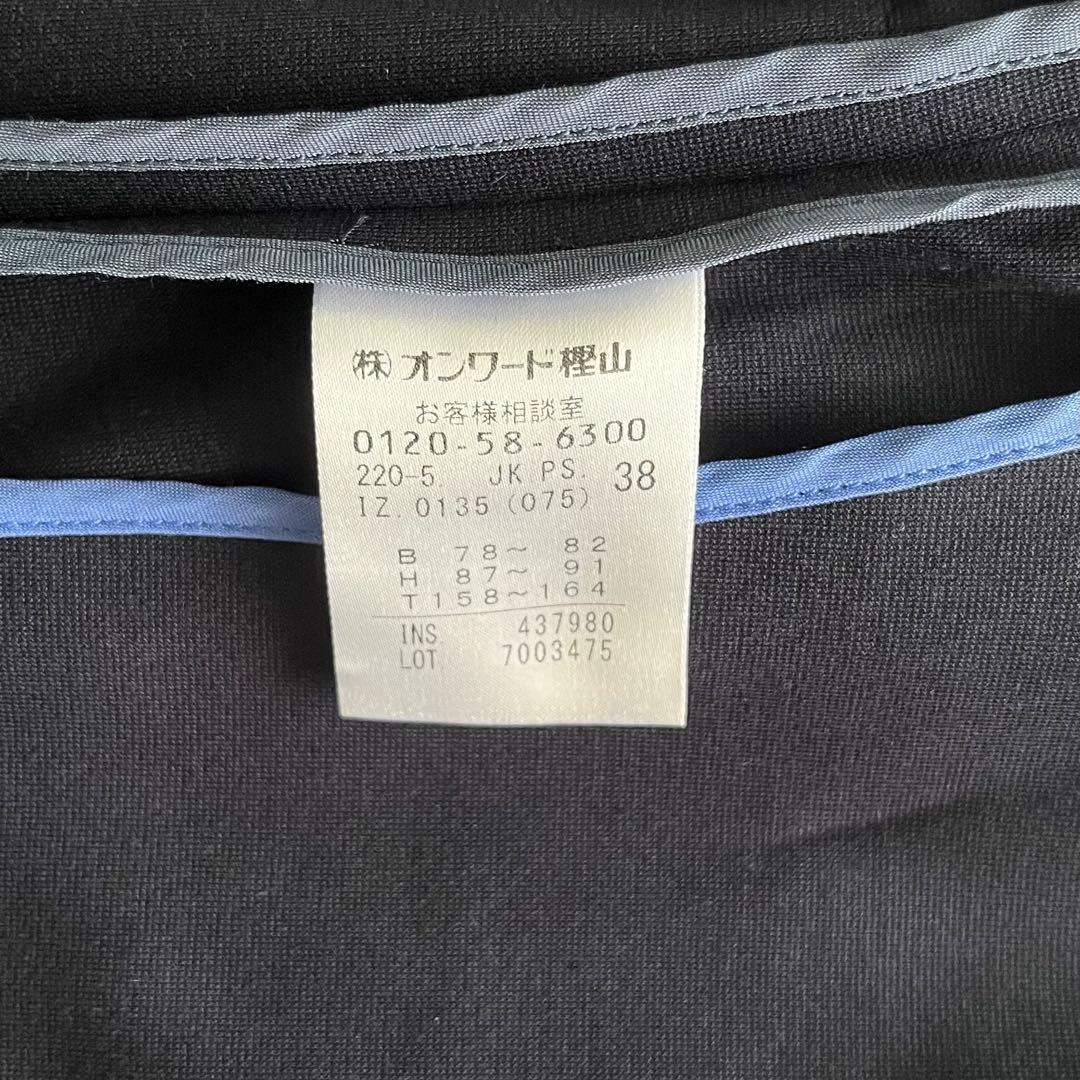 ㈱オンワード樫山
お客様相談室
0120-58-6300
220-5. JK PS. 38
IZ.0135(075)
B 78～ 82
H 87～ 91
T158～164
INS 437980
LOT 7003475